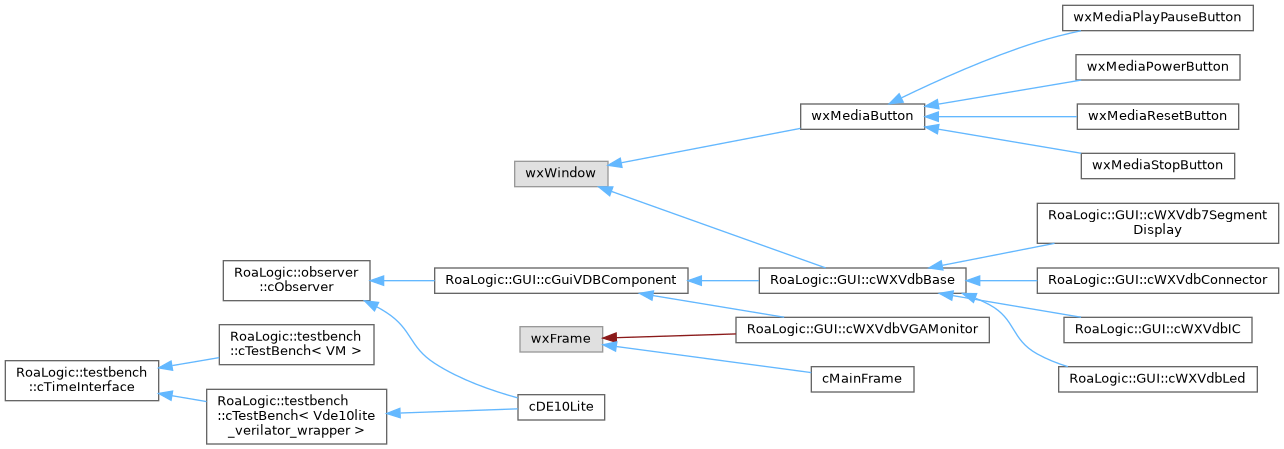 wxMediaPlayPauseButton
wxMediaPowerButton
wxMediaButton
wxMediaResetButton
wxMediaStopButton
wxWindow
RoaLogic::GUI::cWXVdb7Segment
Display
RoaLogic::observer
::cObserver
RoaLogic::GUI::cGuiVDBComponent
RoaLogic::GUI::cWXVdbBase
RoaLogic::GUI::cWXVdbConnector
RoaLogic::GUI::cWXVdbVGAMonitor
RoaLogic::GUI::cWXVdbIC
wxFrame
RoaLogic::testbench
::cTestBench< VM >
RoaLogic::testbench
::cTimeInterface
cMainFrame
RoaLogic::GUI::cWXVdbLed
RoaLogic::testbench
::cTestBench< Vde10lite
_verilator_wrapper >
cDE10Lite